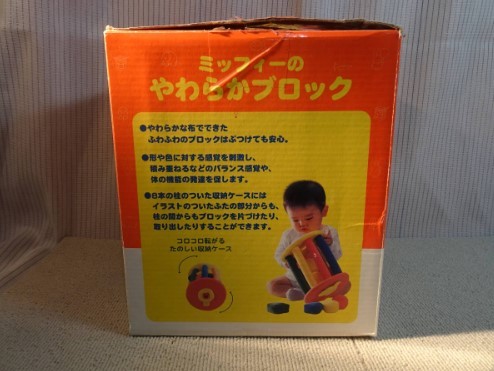 ミッフィーの
やわらかブロック
●やわらかな布でできた
ふわふわのブロックはぶつけても安心。
●形や色に対する感覚を刺激し、
積み重ねるなどのバランス感覚や、
体の機能の発達を促します。
●8本の柱のついた収納ケースには
イラストのついたふたの部分からも、
柱の間からもブロックを片づけたり、
取り出したりすることができます。
コロコロ転がる
たのしい収納ケース